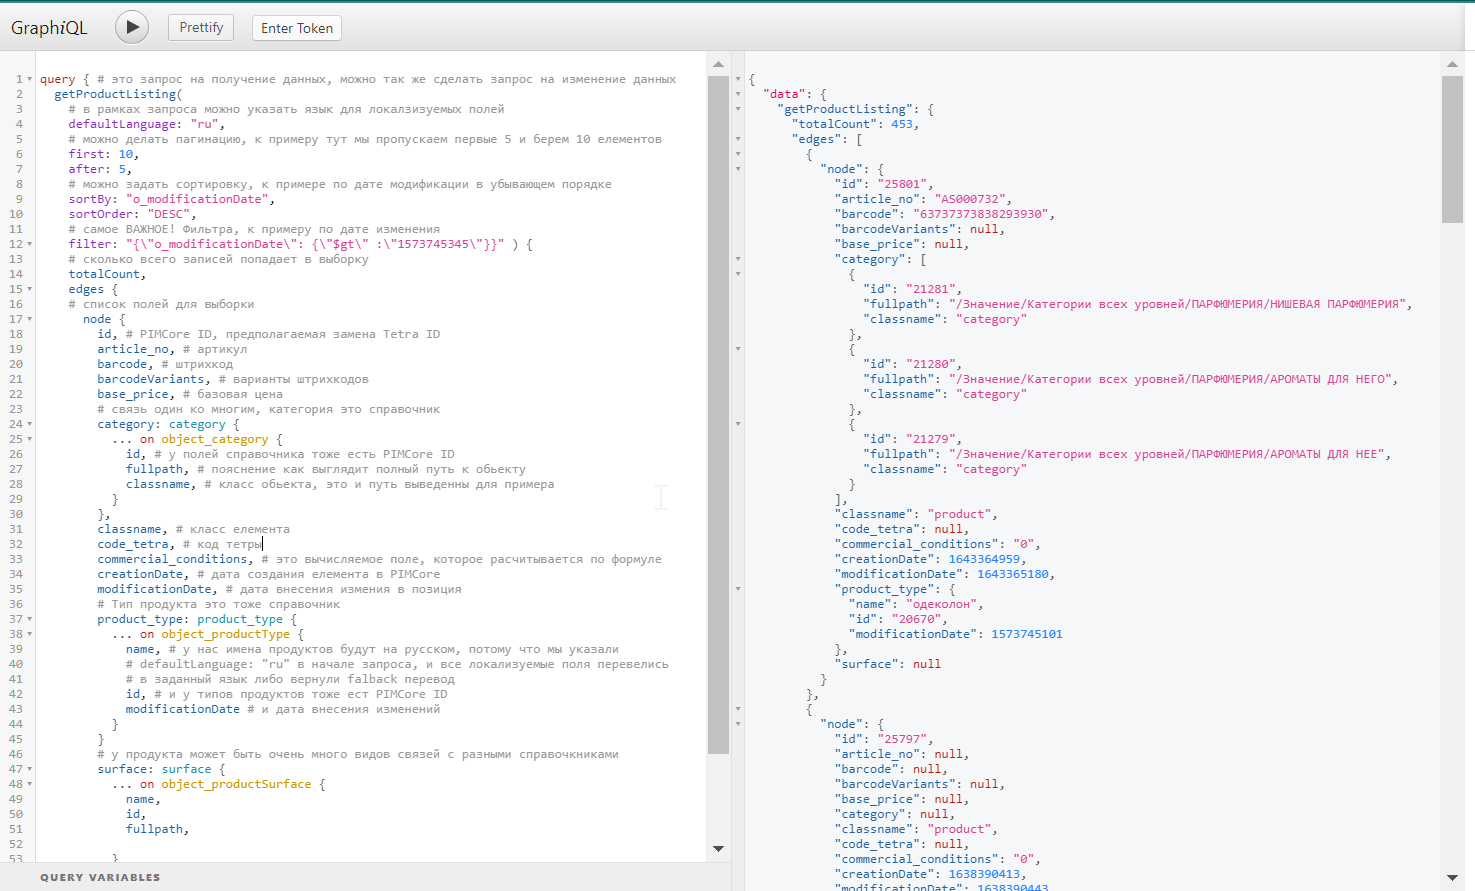 GraphiQL
Prettify
Enter Token
1 query { # это запрос на получение данных, можно так же сделать запрос на изменение данных
2 getProductListing(
3 # в рамках запроса можно указать язык для локализуемых полей
4 defaultLanguage: "ru",
5 # можно делать пагинацию, к примеру тут мы пропускаем первые 5 и берем 10 елементов
6 first: 10,
7 after: 5,
8 # можно задать сортировку, к примере по дате модификации в убывающем порядке
9 sortBy: "o_modificationDate",
10 sortOrder: "DESC",
11 # самое ВАЖНОЕ! Фильтра, к примеру по дате изменения
12 filter: "{\"o_modificationDate\": {\"$gt\" :\"1573745345\"}}" ) {
13 # сколько всего записей попадает в выборку
14 totalCount,
15 edges {
16 # список полей для выборки
17 node {
18 id, # PIMCore ID, предполагаемая замена Tetra ID
19 article_no, # артикул
20 barcode, # штрихкод
21 barcodeVariants, # варианты штрихкодов
22 base_price, # базовая цена
23 # связь один ко многим, категория это справочник
24 category: category {
25 ... on object_category {
26 id, # у полей справочника тоже есть PIMCore ID
27 fullpath, # пояснение как выглядит полный путь к обьекту
28 classname, # класс обьекта, это и путь выведенны для примера
29 }
30 },
31 classname, # класс елемента
32 code_tetra, # код тетры
33 commercial_conditions, # это вычисляемое поле, которое расчитывается по формуле
34 creationDate, # дата создания елемента в PIMCore
35 modificationDate, # дата внесения измения в позиция
36 # Тип продукта это тоже справочник
37 product_type: product_type {
38 ... on object_productType {
39 name, # у нас имена продуктов будут на русском, потому что мы указали
40 # defaultLanguage: "ru" в начале запроса, и все локализуемые поля перевелись
41 # в заданный язык либо вернули falback перевод
42 id, # и у типов продуктов тоже ест PIMCore ID
43 modificationDate # и дата внесения изменений
44 }
45 }
46 # у продукта может быть очень много видов связей с разными справочкниками
47 surface: surface {
48 ... on object_productSurface {
49 name,
50 id,
51 fullpath,
52
53 }
QUERY VARIABLES
{
"data": {
"getProductListing": {
"totalCount": 453,
"edges": [
{
"node": {
"id": "25801",
"article_no": "AS000732",
"barcode": "63737373838293930",
"barcodeVariants": null,
"base_price": null,
"category": [
{
"id": "21281",
"fullpath": "/Значение/Категории всех уровней/ПАРФЮМЕРИЯ/НИШЕВАЯ ПАРФЮМЕРИЯ",
"classname": "category"
},
{
"id": "21280",
"fullpath": "/Значение/Категории всех уровней/ПАРФЮМЕРИЯ/АРОМАТЫ ДЛЯ НЕГО",
"classname": "category"
},
{
"id": "21279",
"fullpath": "/Значение/Категории всех уровней/ПАРФЮМЕРИЯ/АРОМАТЫ ДЛЯ НЕЕ",
"classname": "category"
}
],
"classname": "product",
"code_tetra": null,
"commercial_conditions": "0",
"creationDate": 1643364959,
"modificationDate": 1643365180,
"product_type": {
"name": "одеколон",
"id": "20670",
"modificationDate": 1573745101
},
"surface": null
}
},
{
"node": {
"id": "25797",
"article_no": null,
"barcode": null,
"barcodeVariants": null,
"base_price": null,
"category": null,
"classname": "product",
"code_tetra": null,
"commercial_conditions": "0",
"creationDate": 1638390413,
"modificationDate": 1638390443,